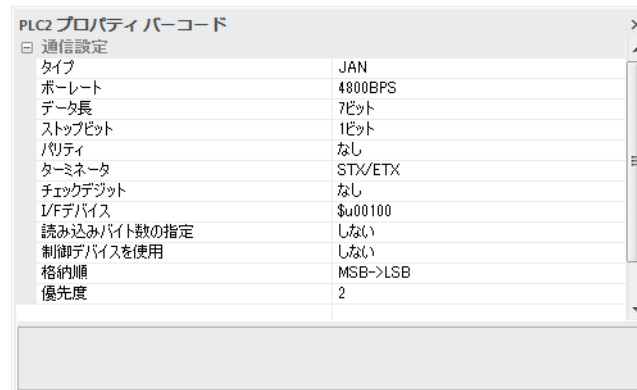 PLC2 プロパティ バーコード
通信設定
タイプ JAN
ボーレート 4800BPS
データ長 7ビット
ストップビット 1ビット
パリティ なし
ターミネータ STX/ETX
チェックデジット なし
I/Fデバイス $u00100
読み込みバイト数の指定 しない
制御デバイスを使用 しない
格納順 MSB->LSB
優先度 2